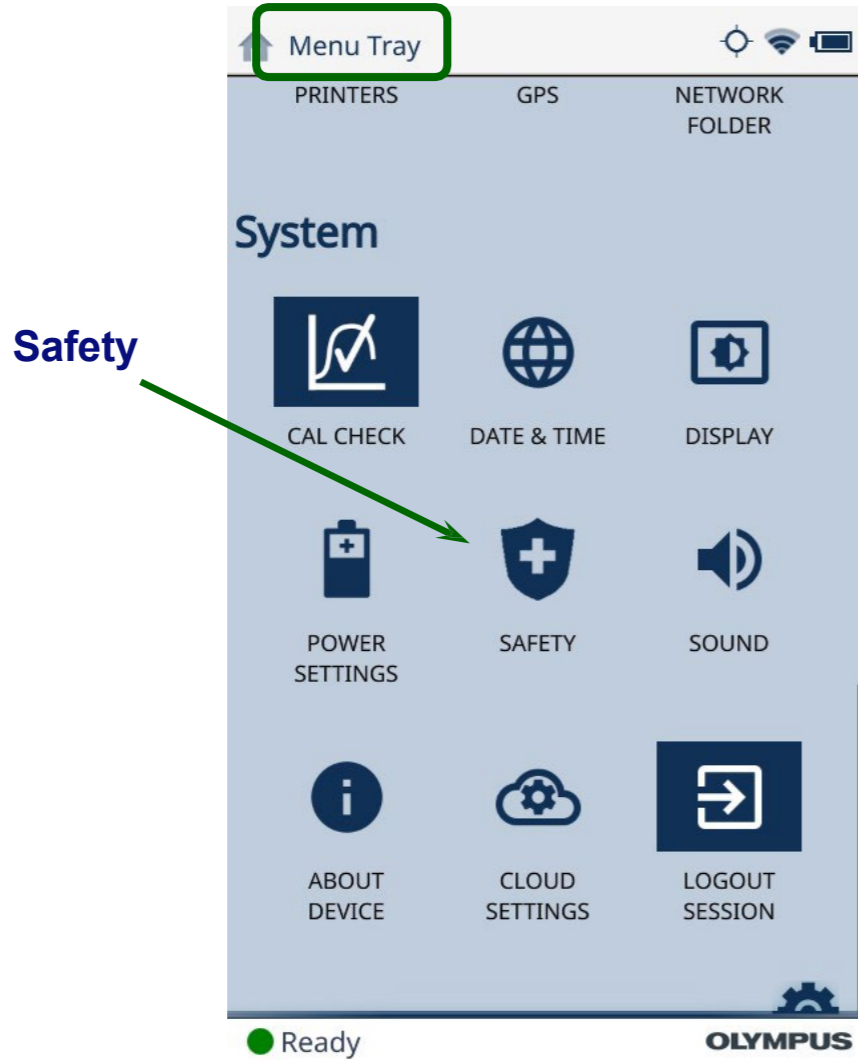 Menu Tray
PRINTERS GPS NETWORK
FOLDER
System
Safety
CAL CHECK DATE & TIME DISPLAY
POWER SAFETY SOUND
SETTINGS
ABOUT CLOUD LOGOUT
DEVICE SETTINGS SESSION
Ready OLYMPUS